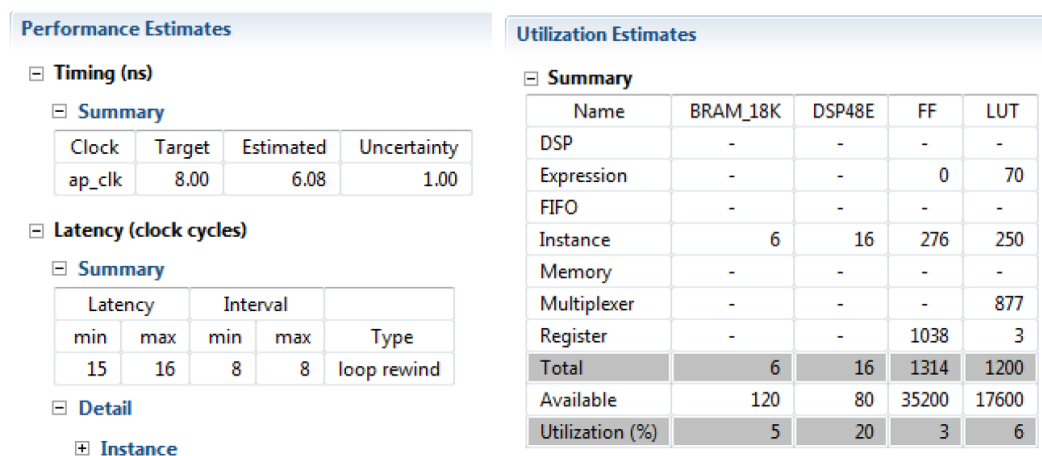 Performance Estimates
Timing (ns)
Summary
Clock Target Estimated Uncertainty
ap_clk 8.00 6.08 1.00
Latency (clock cycles)
Summary
Latency Interval
min max min max Type
15 16 8 8 loop rewind
Detail
Instance
Utilization Estimates
Summary
Name BRAM_18K DSP48E FF LUT
DSP - - - -
Expression - - 0 70
FIFO - - - -
Instance 6 16 276 250
Memory - - - -
Multiplexer - - - 877
Register - - 1038 3
Total 6 16 1314 1200
Available 120 80 35200 17600
Utilization (%) 5 20 3 6